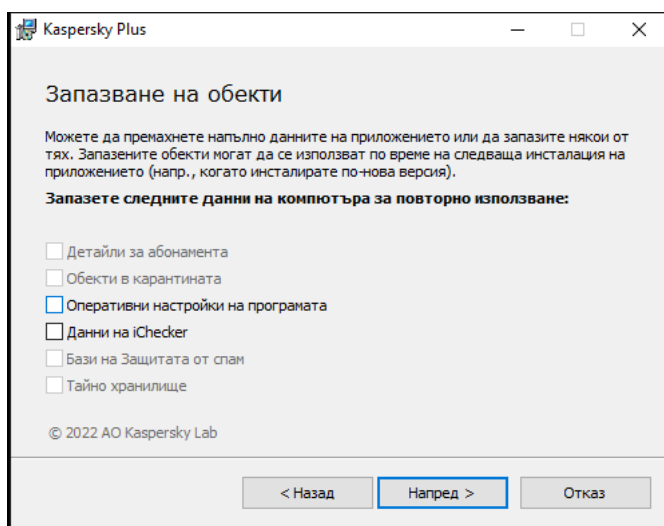 Kaspersky Plus
Запазване на обекти
Можете да премахнете напълно данните на приложението или да запазите някои от
тях. Запазените обекти могат да се използват по време на следваща инсталация на
приложението (напр., когато инсталирате по-нова версия).
Запазете следните данни на компютъра за повторно използване:
Детайли за абонамента
Обекти в карантината
Оперативни настройки на програмата
Данни на iChecker
Бази на Защитата от спам
Тайно хранилище
© 2022 АО Kaspersky Lab
< Назад
Напред >
Отказ